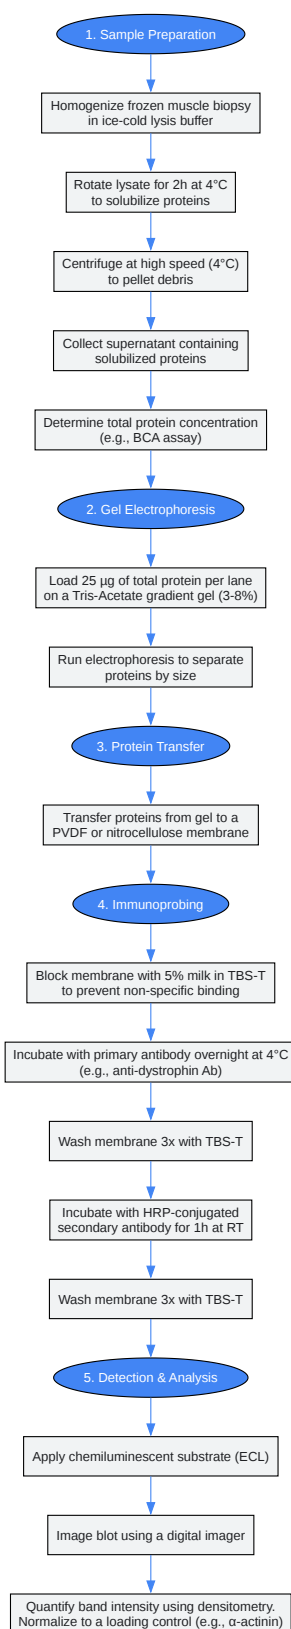 1. Sample Preparation
Homogenize frozen muscle biopsy
in ice-cold lysis buffer
Rotate lysate for 2h at 4°C
to solubilize proteins
Centrifuge at high speed (4°C)
to pellet debris
Collect supernatant containing
solubilized proteins
Determine total protein concentration
(e.g., BCA assay)
2. Gel Electrophoresis
Load 25 µg of total protein per lane
on a Tris-Acetate gradient gel (3-8%)
Run electrophoresis to separate
proteins by size
3. Protein Transfer
Transfer proteins from gel to a
PVDF or nitrocellulose membrane
4. Immunoprobing
Block membrane with 5% milk in TBS-T
to prevent non-specific binding
Incubate with primary antibody overnight at 4°C
(e.g., anti-dystrophin Ab)
Wash membrane 3x with TBS-T
Incubate with HRP-conjugated
secondary antibody for 1h at RT
Wash membrane 3x with TBS-T
5. Detection & Analysis
Apply chemiluminescent substrate (ECL)
Image blot using a digital imager
Quantify band intensity using densitometry.
Normalize to a loading control (e.g., α-actinin)